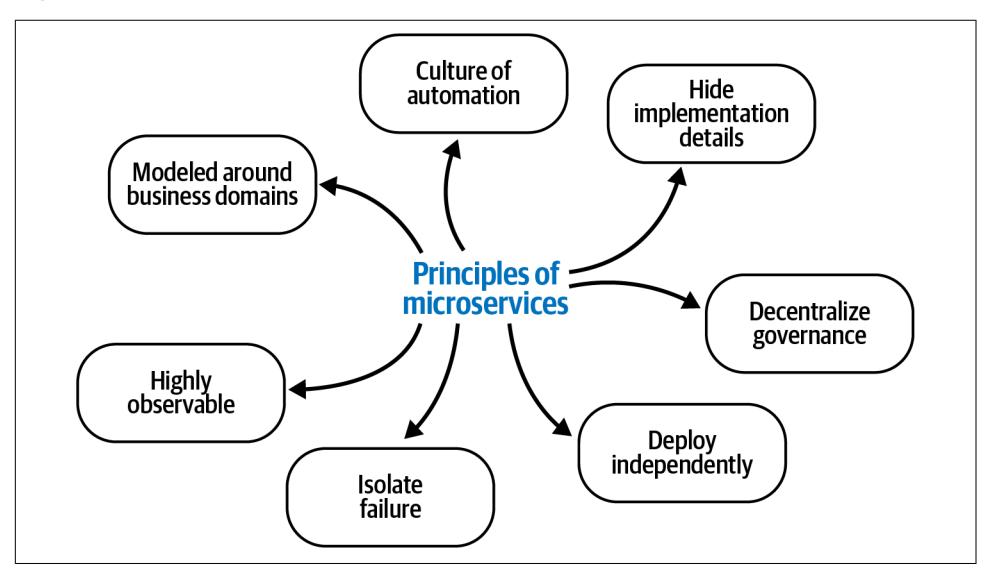 Culture of
automation
Hide
implementation
details
Modeled around
business domains
Principles of
microservices
Decentralize
governance
Highly
observable
Deploy
independently
Isolate
failure